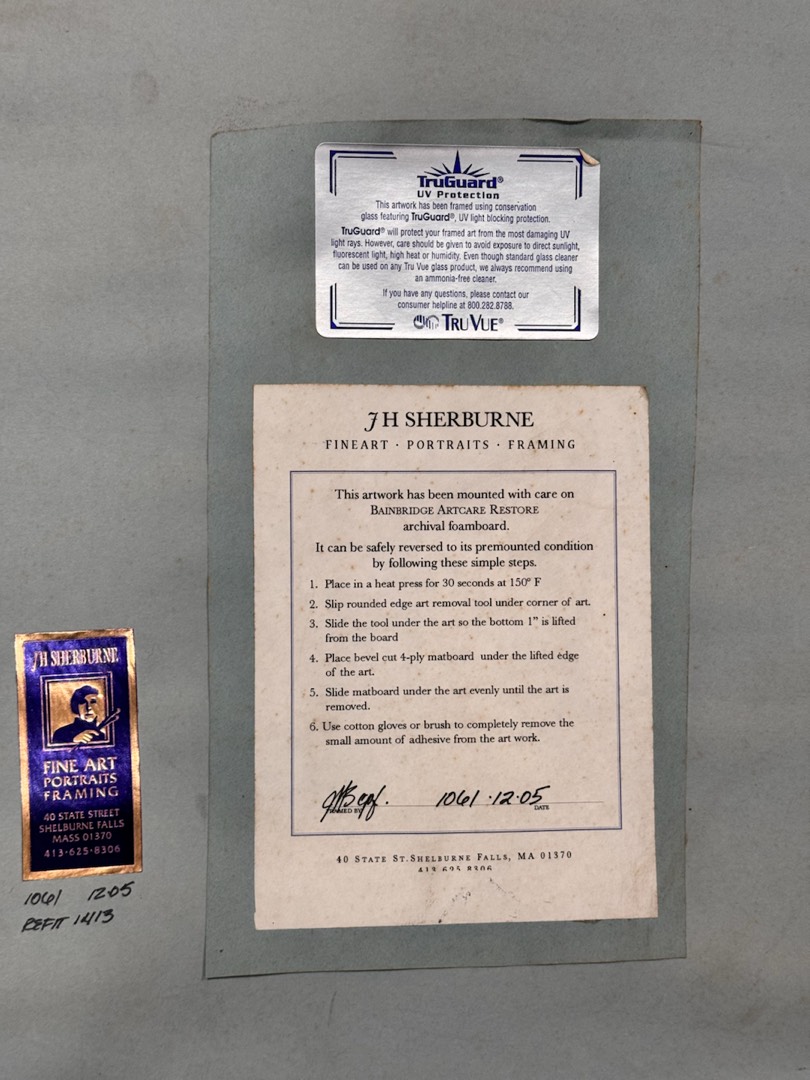 TruGuard®
UV Protection
This artwork has been framed using conservation
glass featuring TruGuard®, UV light blocking protection.
TruGuard® will protect your framed art from the most damaging UV
light rays. However, care should be given to avoid exposure to direct sunlight,
fluorescent light, high heat or humidity. Even though standard glass cleaner
can be used on any Tru Vue glass product, we always recommend using
an ammonia-free cleaner.
If you have any questions, please contact our
consumer helpline at 800.282.8788.
TRU VUE®
JH SHERBURNE
FINEART · PORTRAITS · FRAMING
This artwork has been mounted with care on
BAINBRIDGE ARTCARE RESTORE
archival foamboard.
It can be safely reversed to its premounted condition
by following these simple steps.
1. Place in a heat press for 30 seconds at 150° F
2. Slip rounded edge art removal tool under corner of art.
3. Slide the tool under the art so the bottom 1" is lifted
from the board
4. Place bevel cut 4-ply matboard under the lifted edge
of the art.
5. Slide matboard under the art evenly until the art is
removed.
6. Use cotton gloves or brush to completely remove the
small amount of adhesive from the art work.
1061 · 12·05
DATE
40 STATE ST. SHELBURNE FALLS, MA 01370
413 625 8306
JH SHERBURNE
FINE ART
PORTRAITS
FRAMING
40 STATE STREET
SHELBURNE FALLS
MASS 01370
413·625·8306
1061 12·05
REFIT 1413